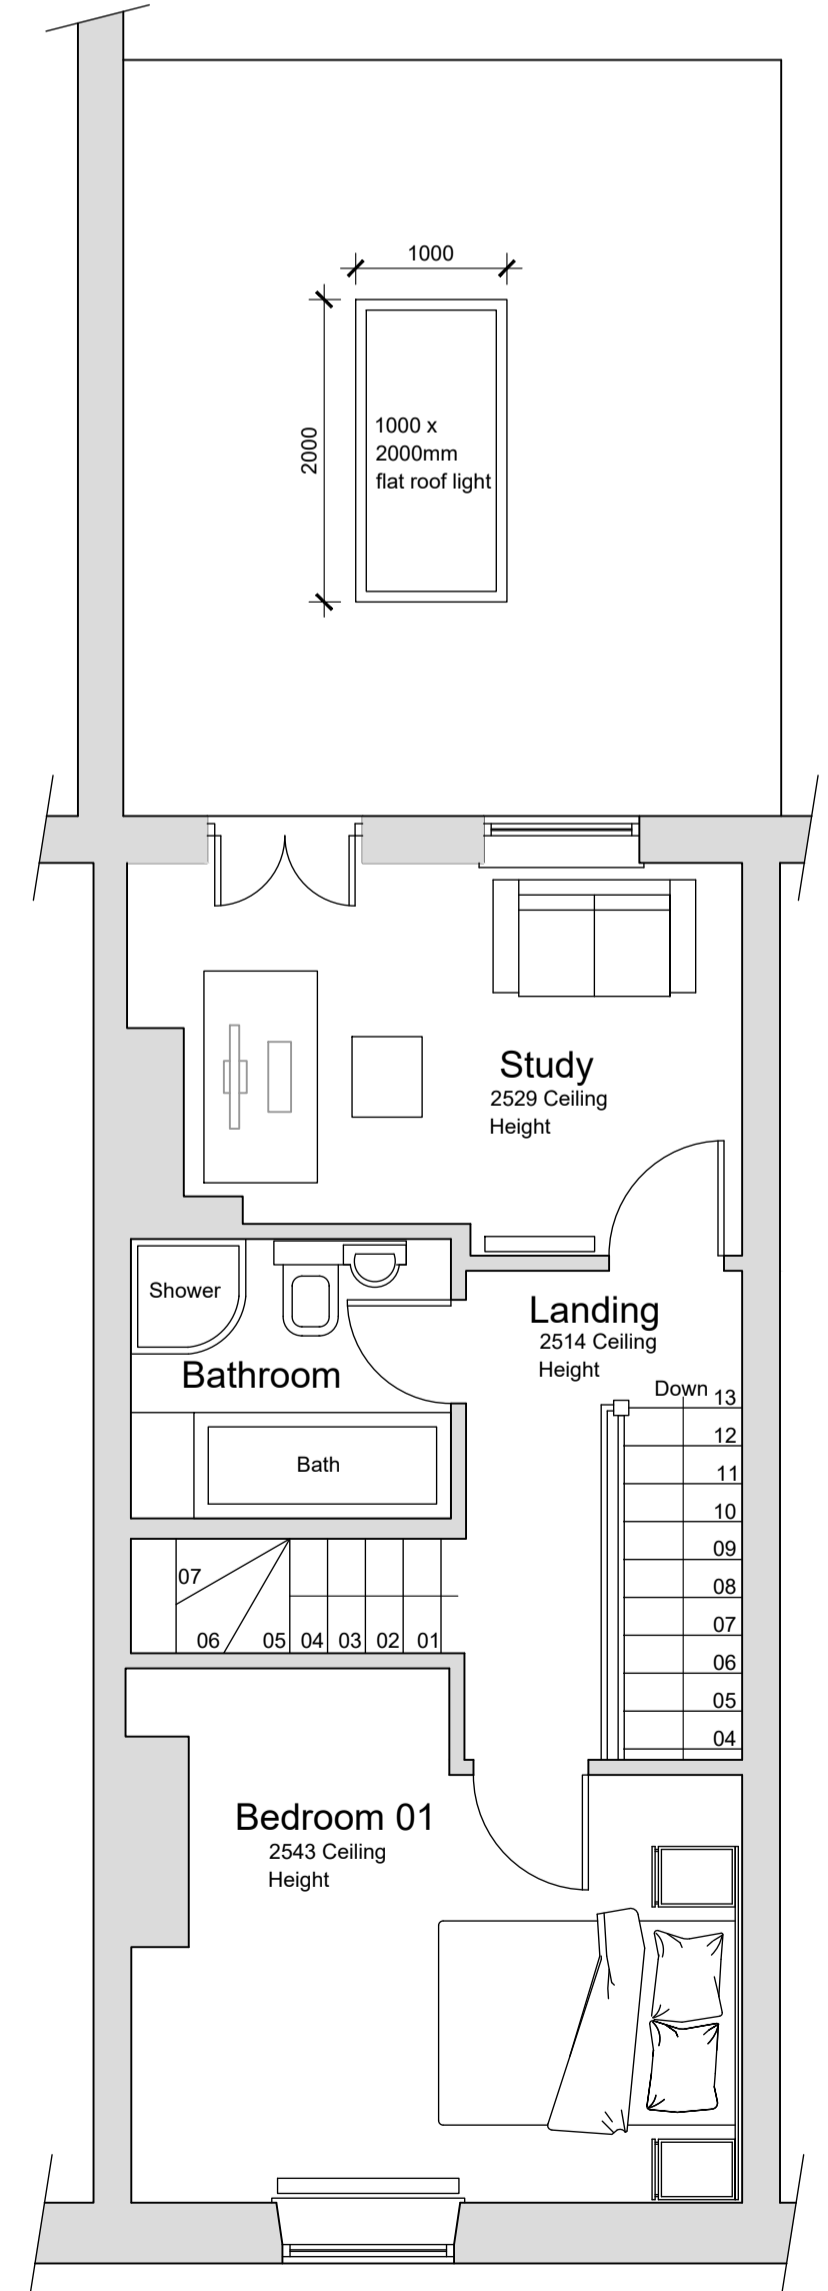 1000
2000
1000 x
2000mm
flat roof light
Study
2529 Ceiling
Height
Shower
Landing
2514 Ceiling
Height
Bathroom
Down
13
12
11
10
09
08
07
06
05
04
Bath
07
06
05
04
03
02
01
Bedroom 01
2543 Ceiling
Height